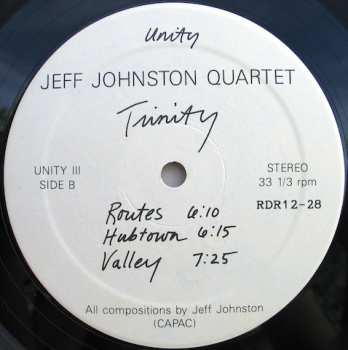 Unity
JEFF JOHNSTON QUARTET
Trinity
UNITY III
SIDE B
STEREO
33 1/3 rpm
RDR12-28
Routes 6:10
Hubtown 6:15
Valley 7:25
All compositions by Jeff Johnston
(CAPAC)